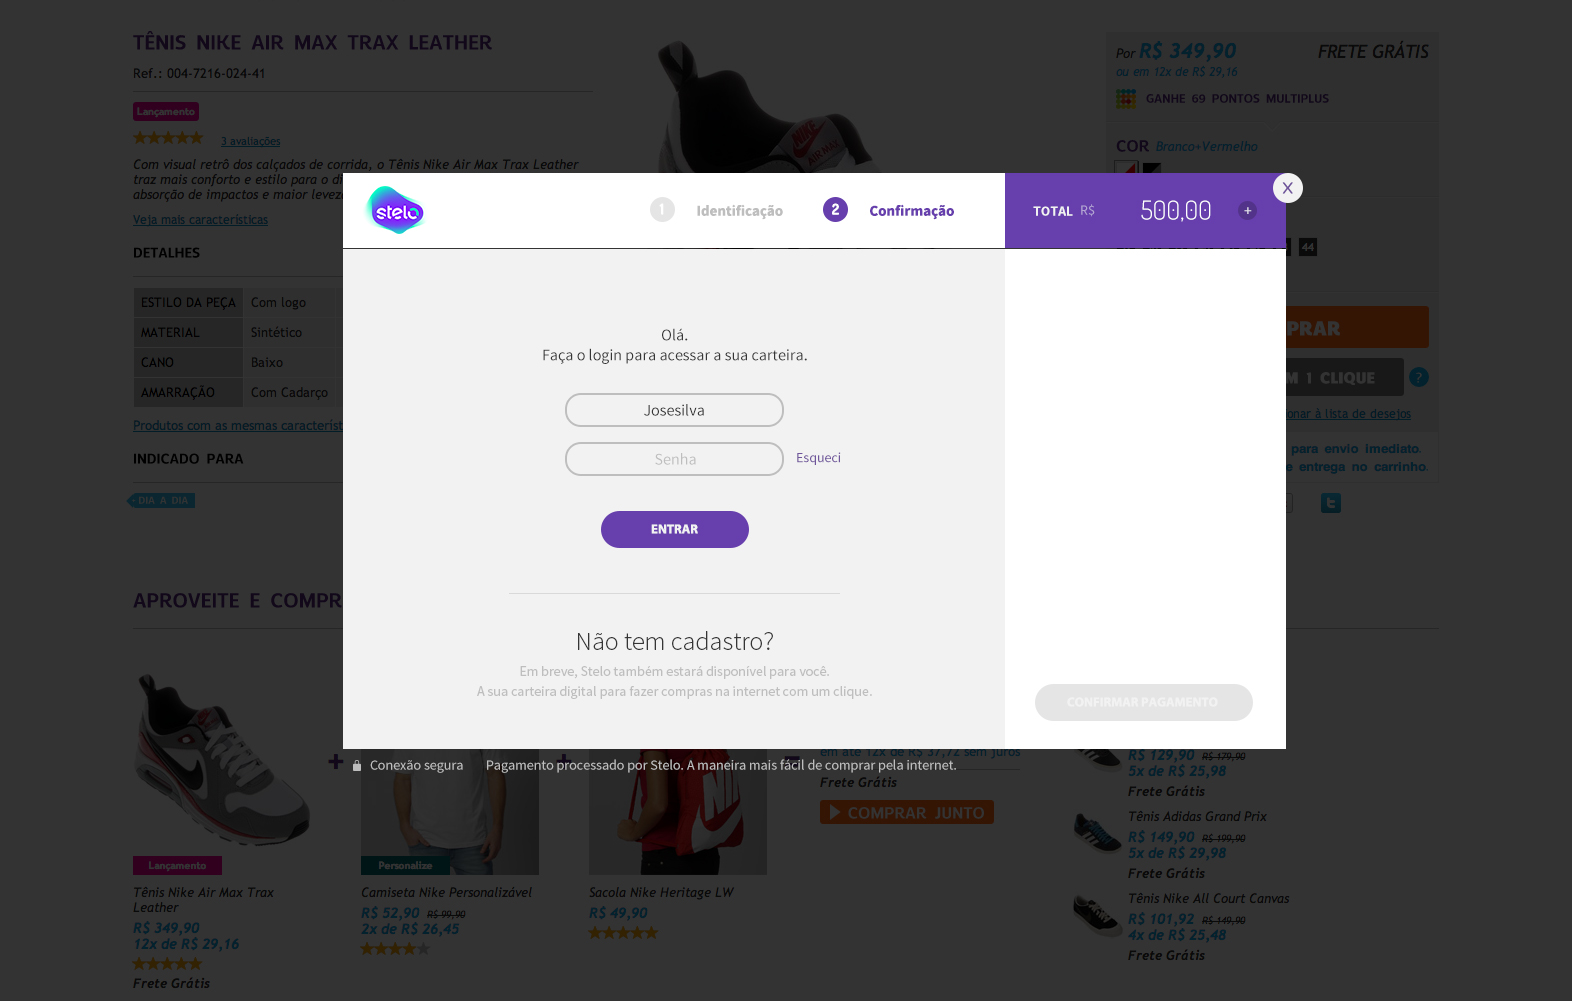 TÊNIS NIKE AIR MAX TRAX LEATHER
Ref.: 004-7216-024-41
Lançamento
3 avaliações
Com visual retrô dos calçados de corrida, o Tênis Nike Air Max Trax Leather
traz mais conforto e estilo para o
absorção de impactos e maior
Veja mais características
DETALHES
ESTILO DA PEÇA Com logo
MATERIAL Sintético
CANO Baixo
AMARRAÇÃO Com Cadarço
Produtos com as mesmas
INDICADO PARA
DIA A DIA
NIKE
AIR MAX
Por R$ 349,90 FRETE GRÁTIS
ou em 12x de R$ 29,16
GANHE 69 PONTOS MULTIPLUS
COR Branco+Vermelho
44
PRAR
M 1 CLIQUE ?
onar à lista de desejos
para envio imediato.
e entrega no carrinho.
stelo
1 Identificação
2 Confirmação
TOTAL R$ 500,00 +
X
Olá.
Faça o login para acessar a sua carteira.
Josesilva
Senha Esqueci
ENTRAR
Não tem cadastro?
Em breve, Stelo também estará disponível para você.
A sua carteira digital para fazer compras na internet com um clique.
CONFIRMAR PAGAMENTO
Conexão segura Pagamento processado por Stelo. A maneira mais fácil de comprar pela internet.
APROVEITE E COMPR
Lançamento
Tênis Nike Air Max Trax
Leather
R$ 349,90
12x de R$ 29,16
Frete Grátis
Personalize
Camiseta Nike Personalizável
R$ 52,90 R$ 99,90
2x de R$ 26,45
Sacola Nike Heritage LW
R$ 49,90
em até 12x de R$ 37,72 sem juros
Frete Grátis
COMPRAR JUNTO
R$ 129,90 R$ 179,90
5x de R$ 25,98
Frete Grátis
Tênis Adidas Grand Prix
R$ 149,90 R$ 199,90
5x de R$ 29,98
Frete Grátis
Tênis Nike All Court Canvas
R$ 101,92 R$ 149,90
4x de R$ 25,48
Frete Grátis